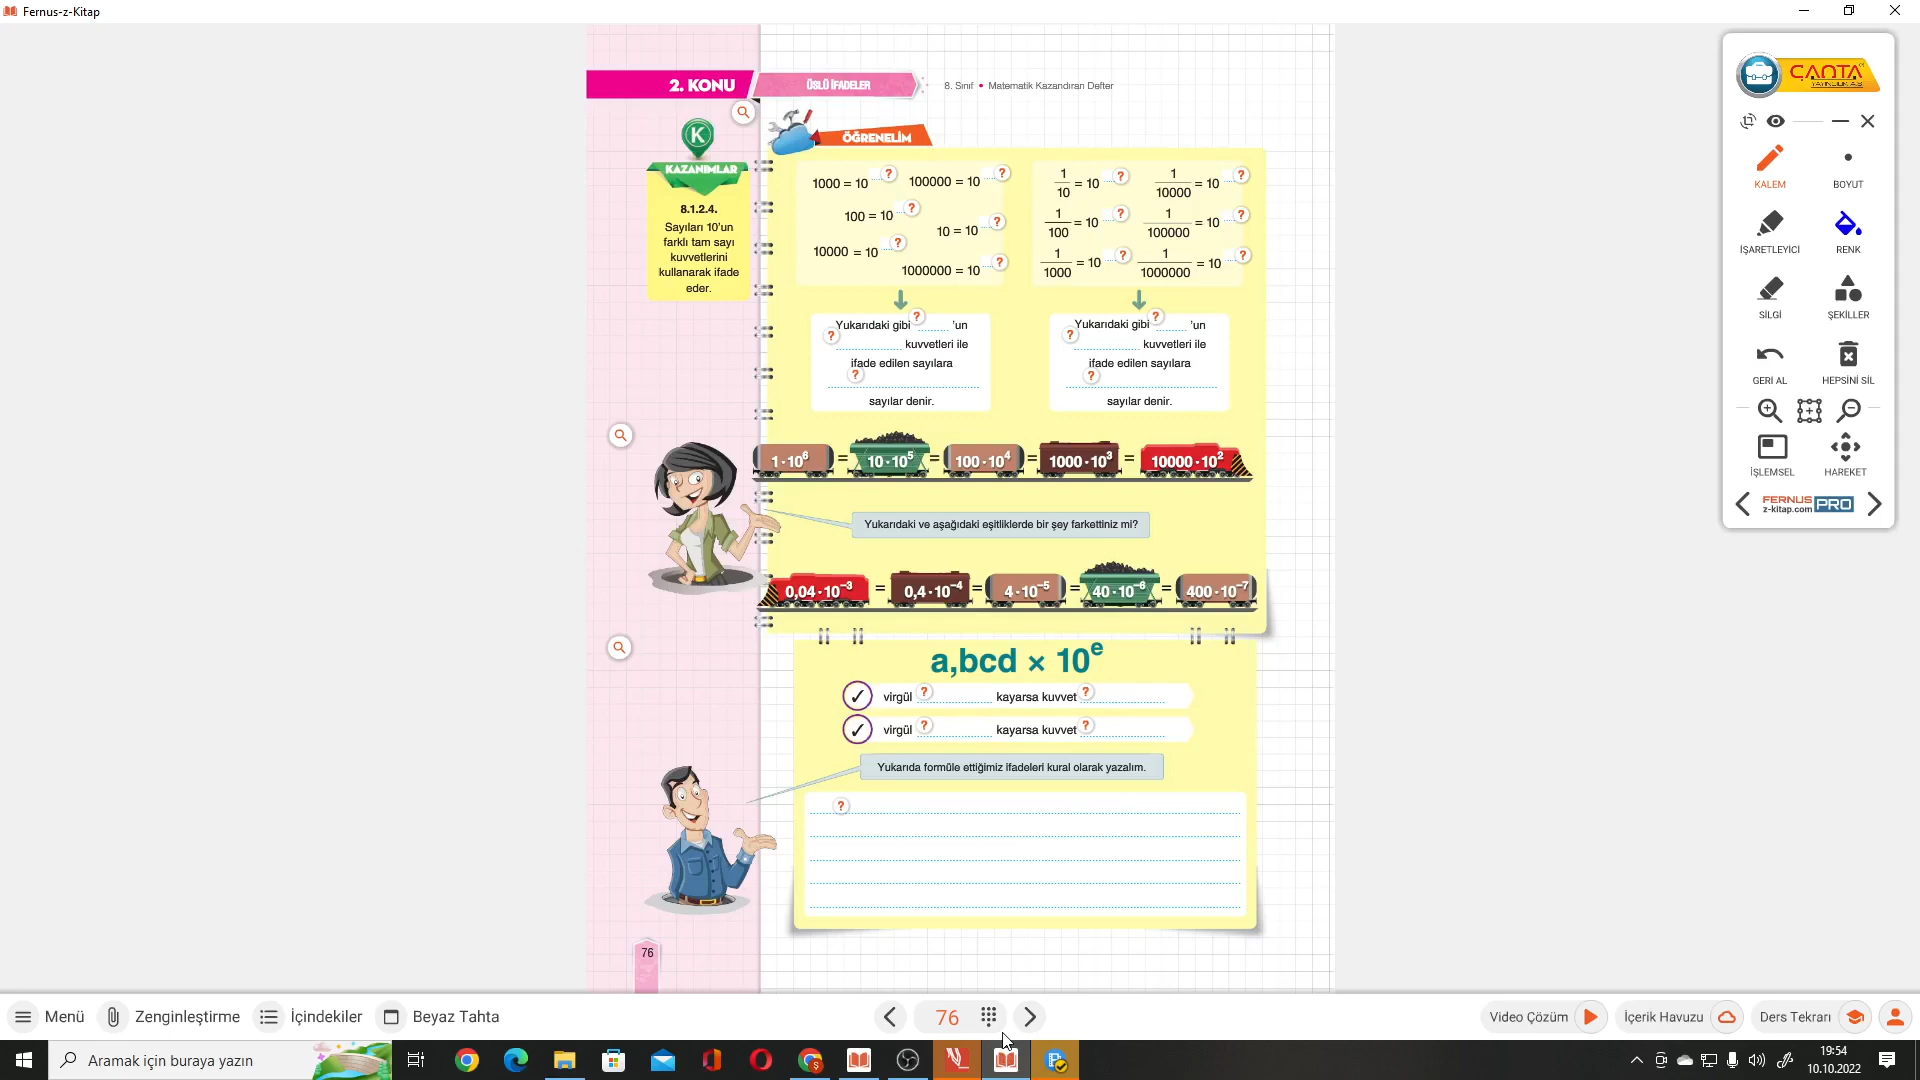 Fernus-z-Kitap
2. KONU
ÜSLÜ İFADELER
8. Sınıf • Matematik Kazandıran Defter
K
KAZANIMLAR
8.1.2.4.
Sayıları 10'un
farklı tam sayı
kuvvetlerini
kullanarak ifade
eder.
ÖĞRENELİM
1000 = 10 ?
100000 = 10 ?
100 = 10 ?
10 = 10 ?
10000 = 10 ?
1000000 = 10 ?
1/10 = 10 ?
1/10000 = 10 ?
1/100 = 10 ?
1/100000 = 10 ?
1/1000 = 10 ?
1/1000000 = 10 ?
Yukarıdaki gibi ? 'un
? kuvvetleri ile
ifade edilen sayılara
?
sayılar denir.
Yukarıdaki gibi ? 'un
? kuvvetleri ile
ifade edilen sayılara
?
sayılar denir.
1·10⁶ = 10·10⁵ = 100·10⁴ = 1000·10³ = 10000·10²
Yukarıdaki ve aşağıdaki eşitliklerde bir şey farkettiniz mi?
0,04·10⁻³ = 0,4·10⁻⁴ = 4·10⁻⁵ = 40·10⁻⁶ = 400·10⁻⁷
a,bcd × 10ᵉ
✓ virgül ? kayarsa kuvvet ?
✓ virgül ? kayarsa kuvvet ?
Yukarıda formüle ettiğimiz ifadeleri kural olarak yazalım.
?
76
ÇANTA
YAYINCILIK A.Ş.
KALEM
BOYUT
İŞARETLEYİCİ
RENK
SİLGİ
ŞEKİLLER
GERİ AL
HEPSİNİ SİL
İŞLEMSEL
HAREKET
FERNUS
z-kitap.com PRO
Menü
Zenginleştirme
İçindekiler
Beyaz Tahta
76
Video Çözüm
İçerik Havuzu
Ders Tekrarı
Aramak için buraya yazın
19:54
10.10.2022